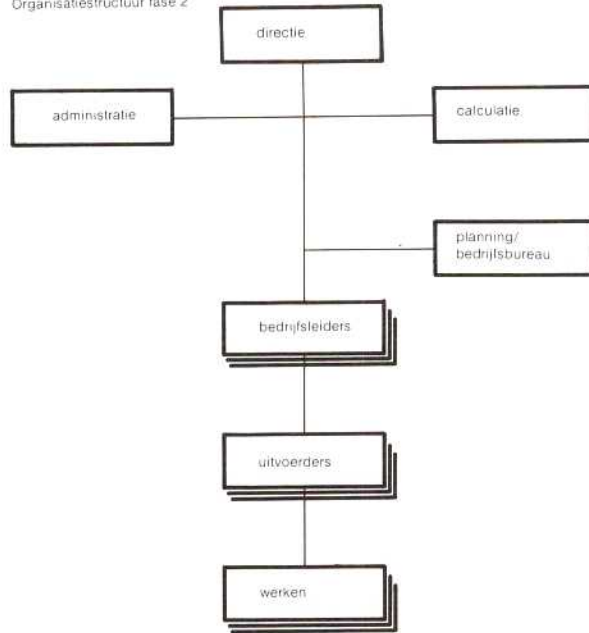 Organisatiestructuur fase 2
directie
administratie
calculatie
planning/
bedrijfsbureau
bedrijfsleiders
uitvoerders
werken